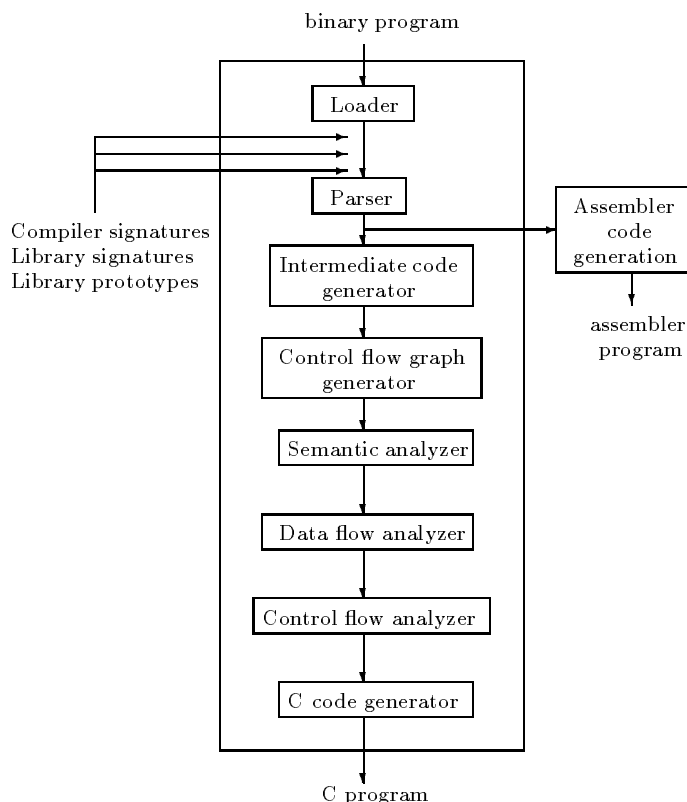 binary program
Loader
Parser
Compiler signatures
Library signatures
Library prototypes
Assembler
code
generation
assembler
program
Intermediate code
generator
Control flow graph
generator
Semantic analyzer
Data flow analyzer
Control flow analyzer
C code generator
C program